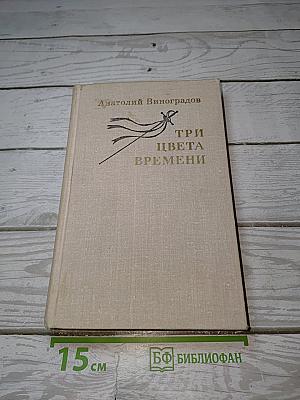 Анатолий Виноградов
ТРИ
ЦВЕТА
ВРЕМЕНИ
15 см
БФ БИБЛИОФАН